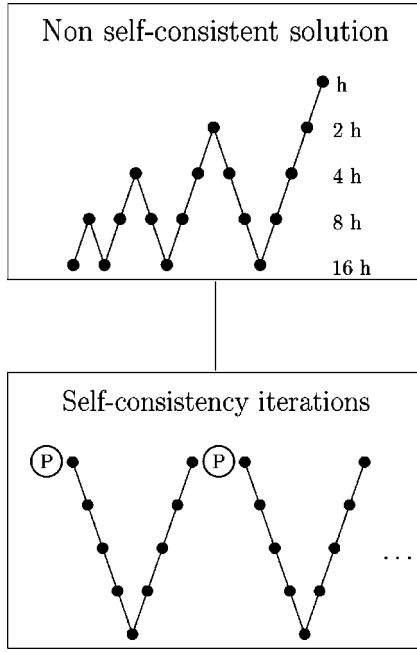 Non self-consistent solution
h
2 h
4 h
8 h
16 h
Self-consistency iterations
P P
...